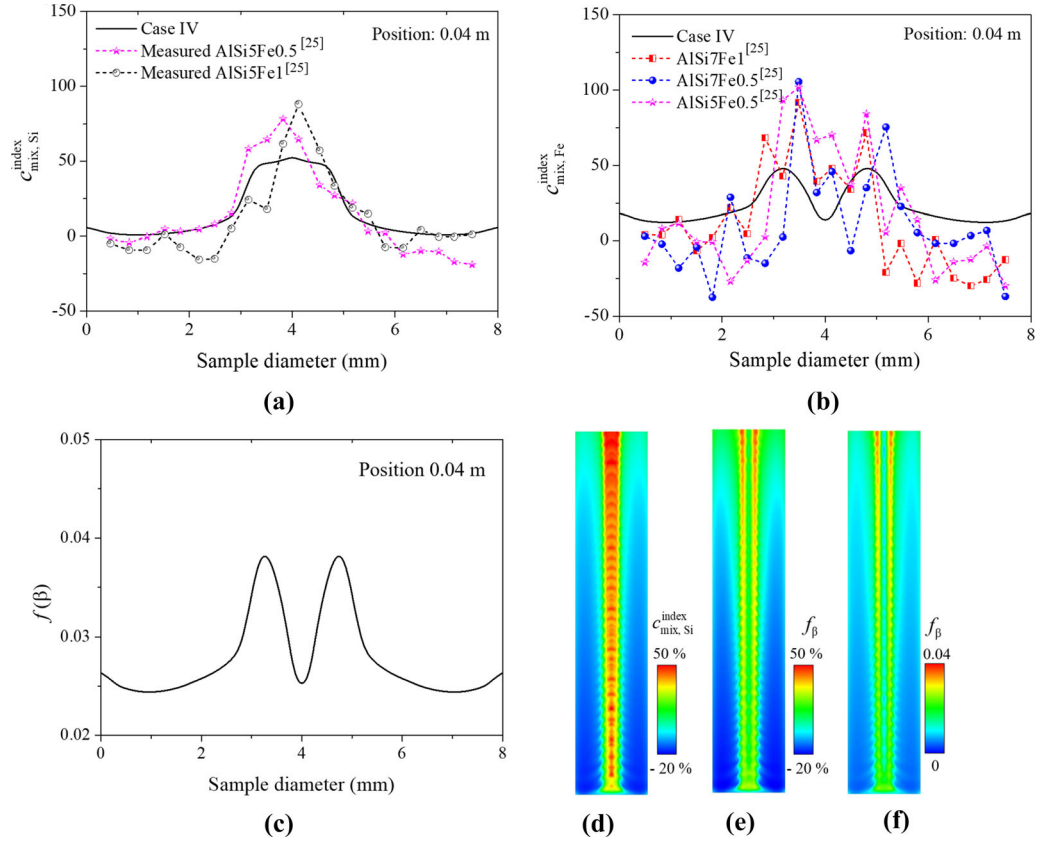 150
100
50
0
-50
c index mix, Si
Case IV
Measured AlSi5Fe0.5 [25]
Measured AlSi5Fe1 [25]
Position: 0.04 m
0 2 4 6 8
Sample diameter (mm)
(a)
150
100
50
0
-50
c index mix, Fe
Case IV
AlSi7Fe1 [25]
AlSi7Fe0.5 [25]
AlSi5Fe0.5 [25]
Position: 0.04 m
0 2 4 6 8
Sample diameter (mm)
(b)
0.05
0.04
0.03
0.02
f (β)
Position 0.04 m
0 2 4 6 8
Sample diameter (mm)
(c)
c index mix, Si
50 %
- 20 %
(d)
fβ
50 %
- 20 %
(e)
fβ
0.04
0
(f)